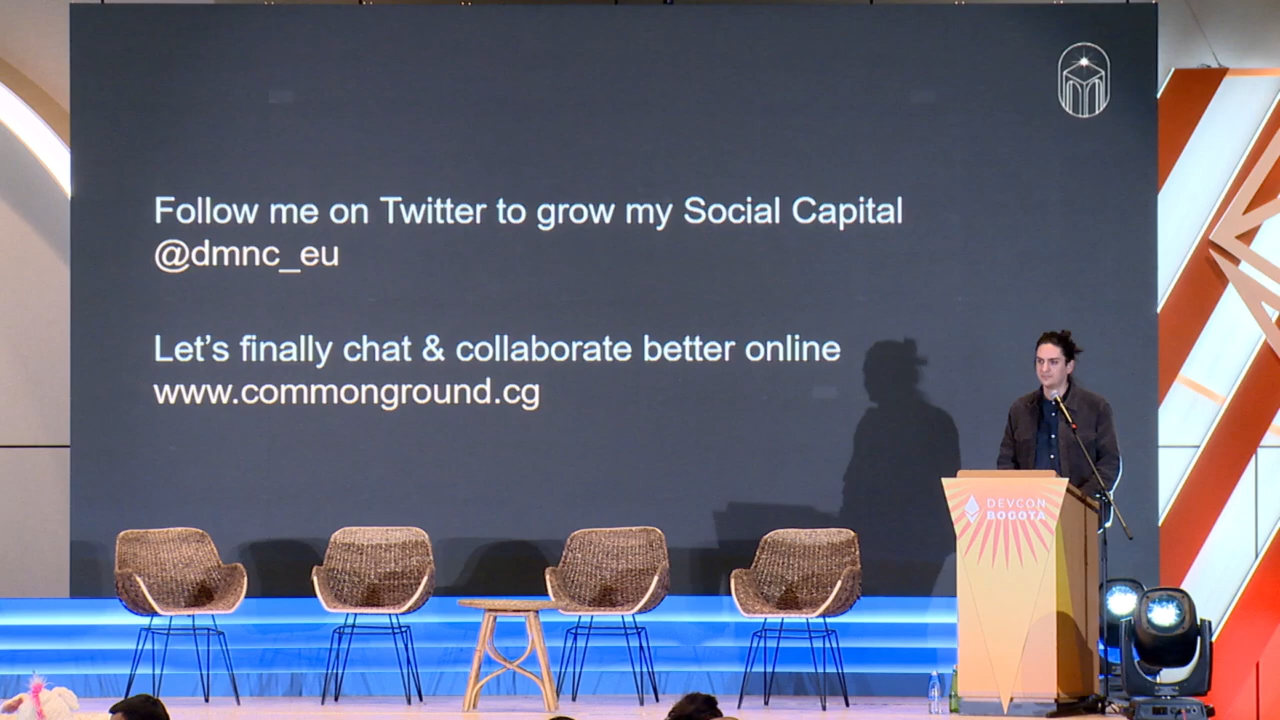 Follow me on Twitter to grow my Social Capital
@dmnc_eu
Let's finally chat & collaborate better online
www.commonground.cg
DEVCON
BOGOTA